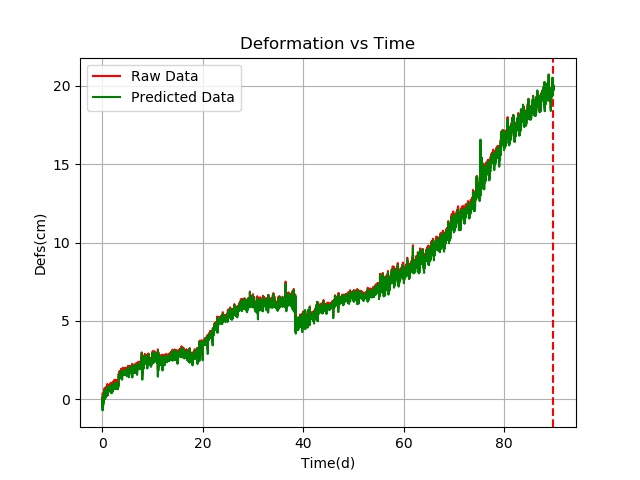 Deformation vs Time
Raw Data
Predicted Data
20
15
10
5
0
Defs(cm)
0 20 40 60 80
Time(d)